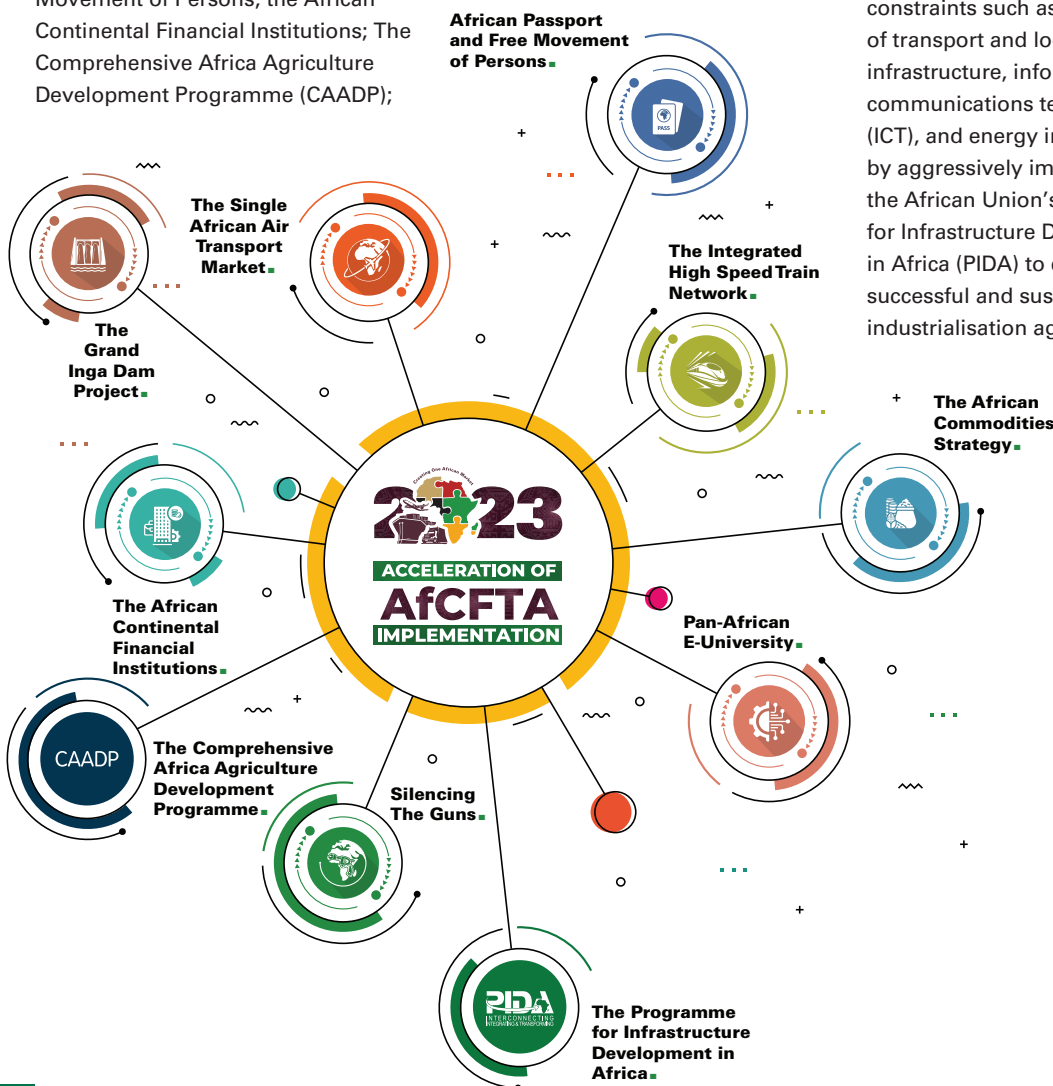 Continental Financial Institutions; The
Comprehensive Africa Agriculture
Development Programme (CAADP);
constraints such as
of transport and lo
infrastructure, info
communications te
(ICT), and energy in
by aggressively im
the African Union's
for Infrastructure D
in Africa (PIDA) to
successful and sus
industrialisation ag
African Passport
and Free Movement
of Persons
PASS
The Single
African Air
Transport
Market
The
Grand
Inga Dam
Project
The Integrated
High Speed Train
Network
The African
Commodities
Strategy
Creating One African Market
2023
ACCELERATION OF
AfCFTA
IMPLEMENTATION
The African
Continental
Financial
Institutions
Pan-African
E-University
CAADP
The Comprehensive
Africa Agriculture
Development
Programme
Silencing
The Guns
PIDA
INTERCONNECTING
INTEGRATING & TRANSFORMING
The Programme
for Infrastructure
Development in
Africa